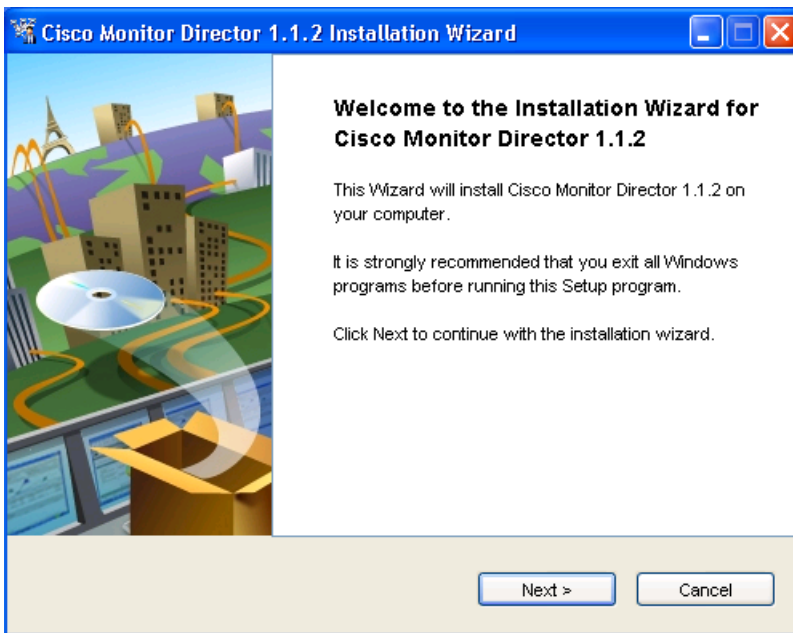 Cisco Monitor Director 1.1.2 Installation Wizard
Welcome to the Installation Wizard for
Cisco Monitor Director 1.1.2
This Wizard will install Cisco Monitor Director 1.1.2 on
your computer.
It is strongly recommended that you exit all Windows
programs before running this Setup program.
Click Next to continue with the installation wizard.
Next >
Cancel